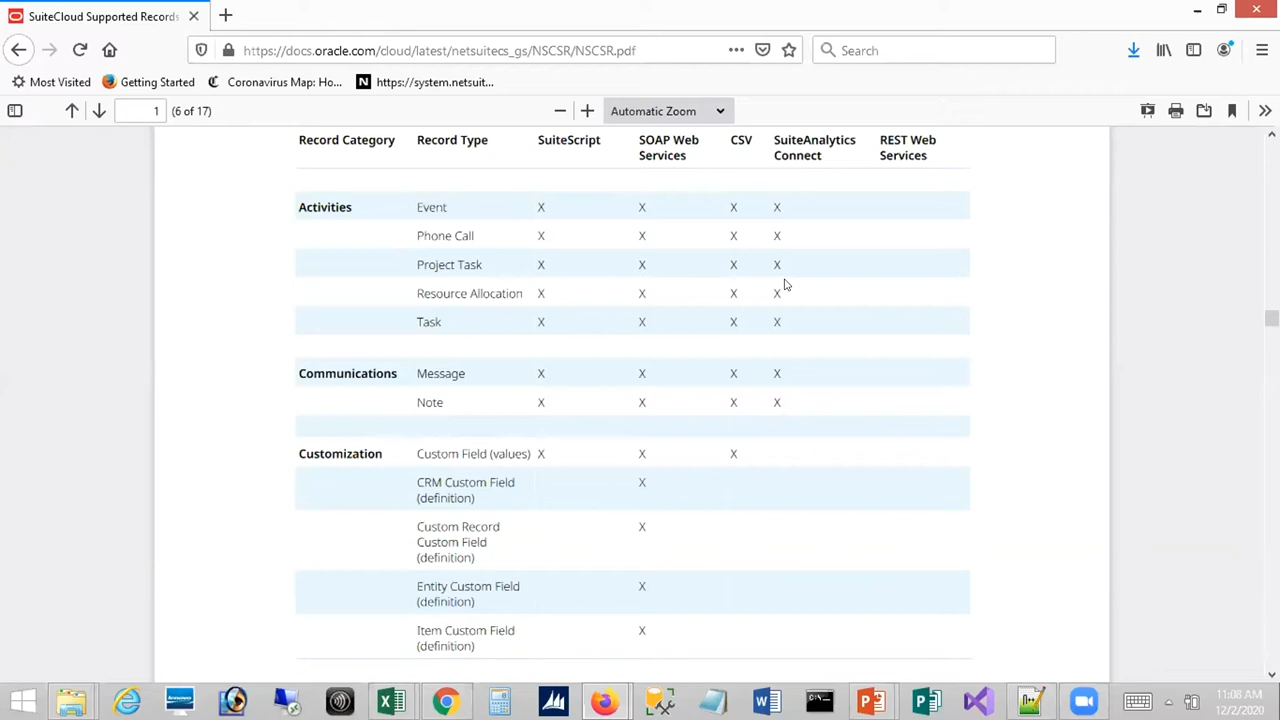 SuiteCloud Supported Records
https://docs.oracle.com/cloud/latest/netsuitecs_gs/NSCSR/NSCSR.pdf
Search
Most Visited Getting Started Coronavirus Map: Ho... N https://system.netsuit...
1 (6 of 17) Automatic Zoom
Record Category Record Type SuiteScript SOAP Web Services CSV SuiteAnalytics Connect REST Web Services
Activities Event X X X X
Phone Call X X X X
Project Task X X X X
Resource Allocation X X X X
Task X X X X
Communications Message X X X X
Note X X X X
Customization Custom Field (values) X X X
CRM Custom Field X
(definition)
Custom Record X
Custom Field
(definition)
Entity Custom Field X
(definition)
Item Custom Field X
(definition)
11:08 AM
12/2/2020